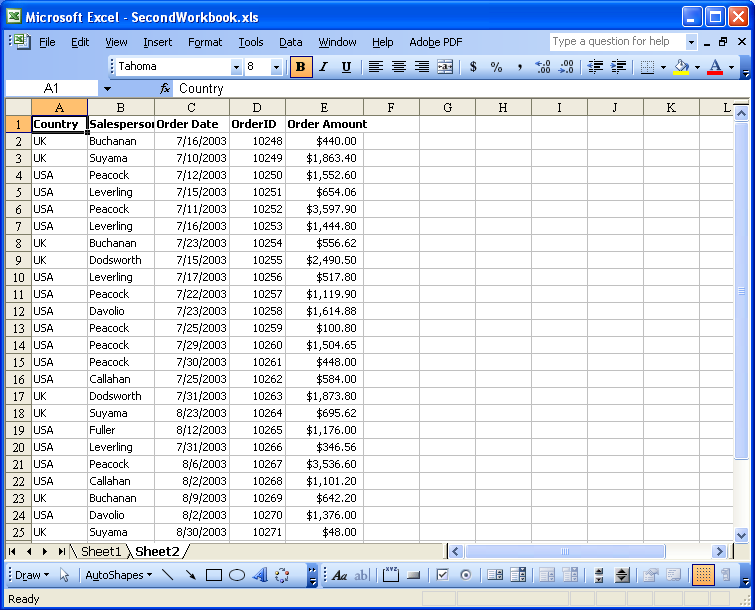 Microsoft Excel - SecondWorkbook.xls
File Edit View Insert Format Tools Data Window Help Adobe PDF Type a question for help
Tahoma 8 B I U $ % , .00 .00
A1 fx Country
A B C D E F G H I J K L
1 Country Salesperson Order Date OrderID Order Amount
2 UK Buchanan 7/16/2003 10248 $440.00
3 UK Suyama 7/10/2003 10249 $1,863.40
4 USA Peacock 7/12/2003 10250 $1,552.60
5 USA Leverling 7/15/2003 10251 $654.06
6 USA Peacock 7/11/2003 10252 $3,597.90
7 USA Leverling 7/16/2003 10253 $1,444.80
8 UK Buchanan 7/23/2003 10254 $556.62
9 UK Dodsworth 7/15/2003 10255 $2,490.50
10 USA Leverling 7/17/2003 10256 $517.80
11 USA Peacock 7/22/2003 10257 $1,119.90
12 USA Davolio 7/23/2003 10258 $1,614.88
13 USA Peacock 7/25/2003 10259 $100.80
14 USA Peacock 7/29/2003 10260 $1,504.65
15 USA Peacock 7/30/2003 10261 $448.00
16 USA Callahan 7/25/2003 10262 $584.00
17 UK Dodsworth 7/31/2003 10263 $1,873.80
18 UK Suyama 8/23/2003 10264 $695.62
19 USA Fuller 8/12/2003 10265 $1,176.00
20 USA Leverling 7/31/2003 10266 $346.56
21 USA Peacock 8/6/2003 10267 $3,536.60
22 USA Callahan 8/2/2003 10268 $1,101.20
23 UK Buchanan 8/9/2003 10269 $642.20
24 USA Davolio 8/2/2003 10270 $1,376.00
25 UK Suyama 8/30/2003 10271 $48.00
Sheet1 Sheet2
Draw AutoShapes Aa ab
Ready